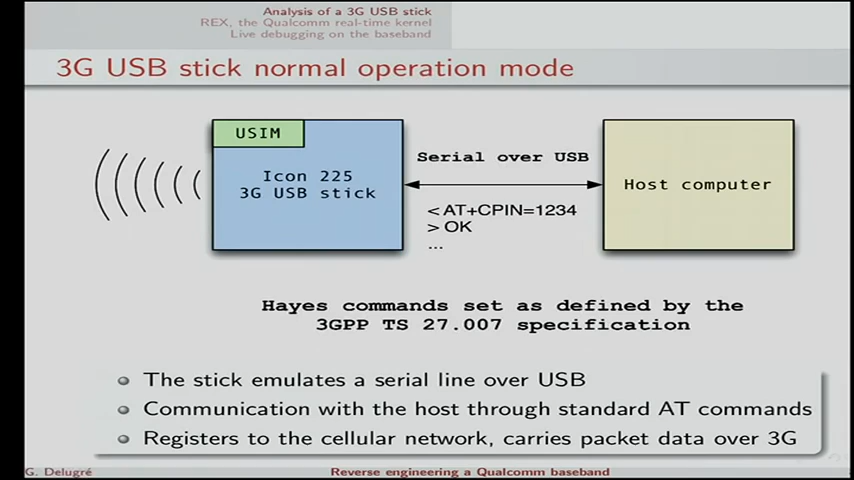 Analysis of a 3G USB stick
REX, the Qualcomm real-time kernel
Live debugging on the baseband
3G USB stick normal operation mode
USIM
Icon 225
3G USB stick
Serial over USB
< AT+CPIN=1234
> OK
...
Host computer
Hayes commands set as defined by the
3GPP TS 27.007 specification
The stick emulates a serial line over USB
Communication with the host through standard AT commands
Registers to the cellular network, carries packet data over 3G
G. Delugré
Reverse engineering a Qualcomm baseband